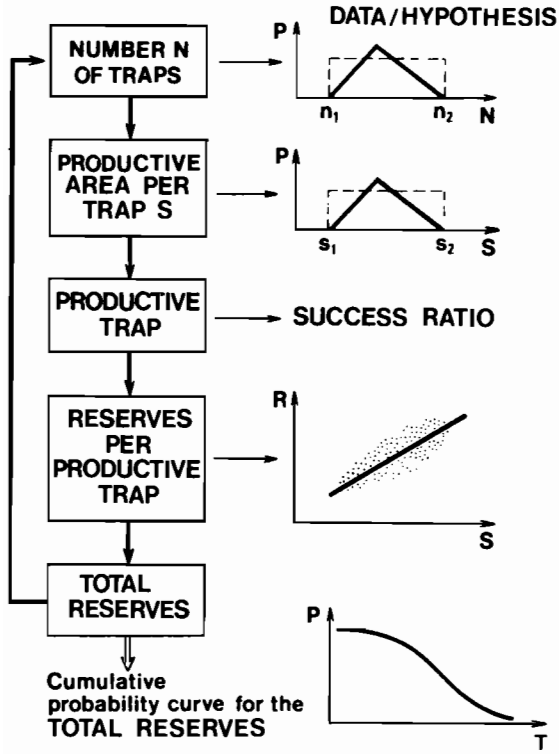 DATA/HYPOTHESIS
NUMBER N
OF TRAPS
P
n1 n2 N
PRODUCTIVE
AREA PER
TRAP S
P
s1 s2 S
PRODUCTIVE
TRAP
SUCCESS RATIO
RESERVES
PER
PRODUCTIVE
TRAP
R
S
TOTAL
RESERVES
P
T
Cumulative
probability curve for the
TOTAL RESERVES